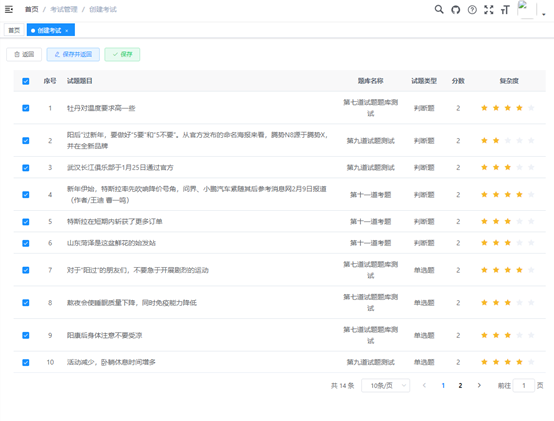 首页 / 考试管理 / 创建考试
首页
创建考试 ×
返回
保存并返回
保存
序号 试题题目 题库名称 试题类型 分数 复杂度
1 牡丹对温度要求高一些 第七道试题题库测试 判断题 2
2 阳后"过新年，要做好"5要"和"5不要"。从官方发布的命名海报来看，腾势N8源于腾势X，
并在全新品牌 第九道试题测试 判断题 2
3 武汉长江俱乐部于1月25日通过官方 第九道试题测试 判断题 2
4 新年伊始，特斯拉率先吹响降价号角，问界、小鹏汽车紧随其后参考消息网2月9日报道
（作者/王逸 曹一鸣） 第十一道考题 判断题 2
5 特斯拉在短期内斩获了更多订单 第十一道考题 判断题 2
6 山东菏泽是这盆鲜花的始发站 第十一道考题 判断题 2
7 对于"阳过"的朋友们，不要急于开展剧烈的运动 第七道试题题库测试 单选题 2
8 熬夜会使睡眠质量下降，同时免疫能力降低 第七道试题题库测试 单选题 2
9 阳康后身体注意不要受凉 第七道试题题库测试 单选题 2
10 活动减少，卧躺休息时间增多 第九道试题测试 单选题 2
共 14 条 10条/页 1 2 前往 1 页